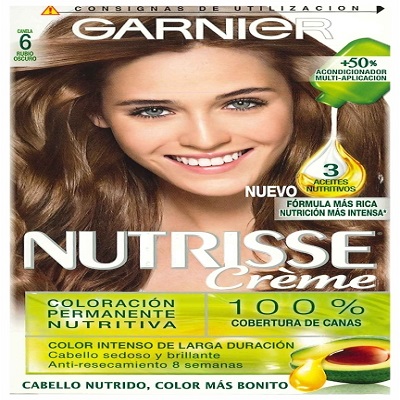 CONSIGNAS DE UTILIZACION
GARNIER
CANELA
6
RUBIO
OSCURO
+50%
ACONDICIONADOR
MULTI-APLICACION
3
ACEITES
NUTRITIVOS
NUEVO
FÓRMULA MÁS RICA
NUTRICIÓN MÁS INTENSA*
NUTRISSE
Crème
COLORACIÓN
PERMANENTE
NUTRITIVA
100%
COBERTURA DE CANAS
COLOR INTENSO DE LARGA DURACIÓN
Cabello sedoso y brillante
Anti-resecamiento 8 semanas
CABELLO NUTRIDO, COLOR MÁS BONITO